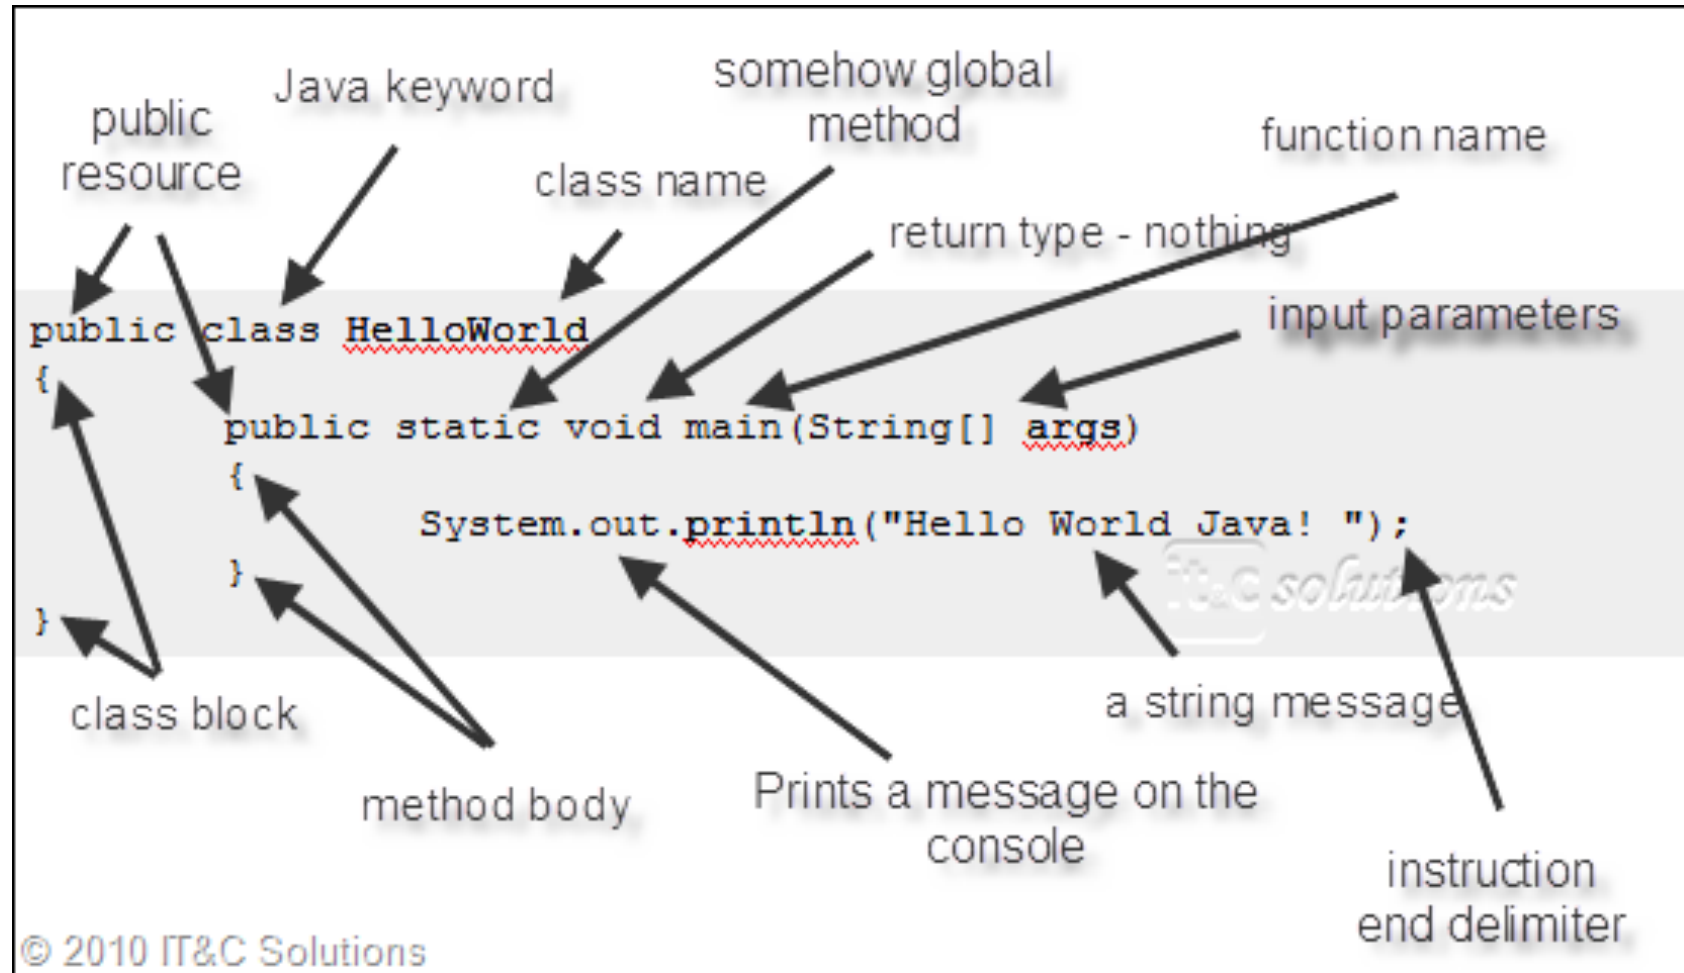 public
resource
Java keyword
class name
somehow global
method
return type - nothing
function name
input parameters
public class HelloWorld
{
public static void main(String[] args)
{
System.out.println("Hello World Java! ");
}
}
it&C solutions
class block
method body
Prints a message on the
console
a string message
instruction
end delimiter
© 2010 IT&C Solutions